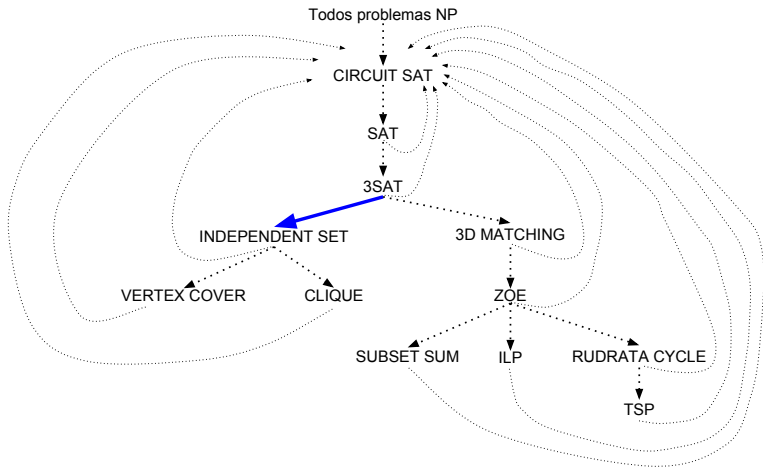 Todos problemas NP
CIRCUIT SAT
SAT
3SAT
INDEPENDENT SET
3D MATCHING
VERTEX COVER
CLIQUE
ZOE
SUBSET SUM
ILP
RUDRATA CYCLE
TSP